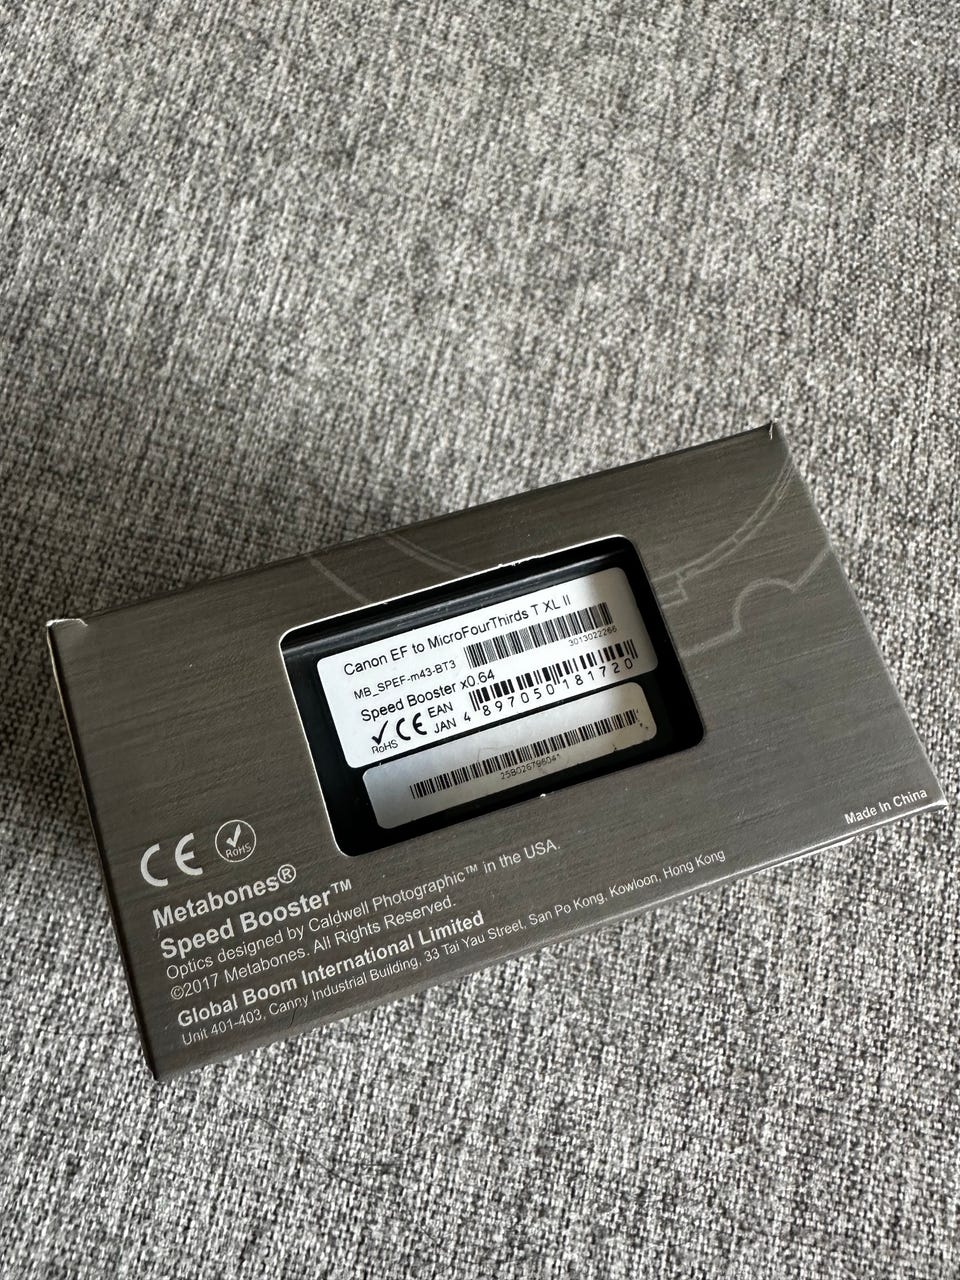 Canon EF to MicroFourThirds T XL II
MB_SPEF-m43-BT3
3013022266
Speed Booster x0.64
RoHS CE EAN
JAN 4 897050 181720
25B026796041
CE RoHS
Made In China
Metabones®
Speed Booster™
Optics designed by Caldwell Photographic™ in the USA.
©2017 Metabones. All Rights Reserved.
Global Boom International Limited
Unit 401-403, Canny Industrial Building, 33 Tai Yau Street, San Po Kong, Kowloon, Hong Kong